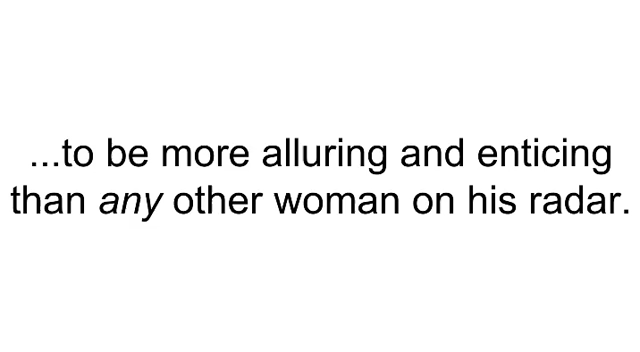 ...to be more alluring and enticing
than any other woman on his radar.